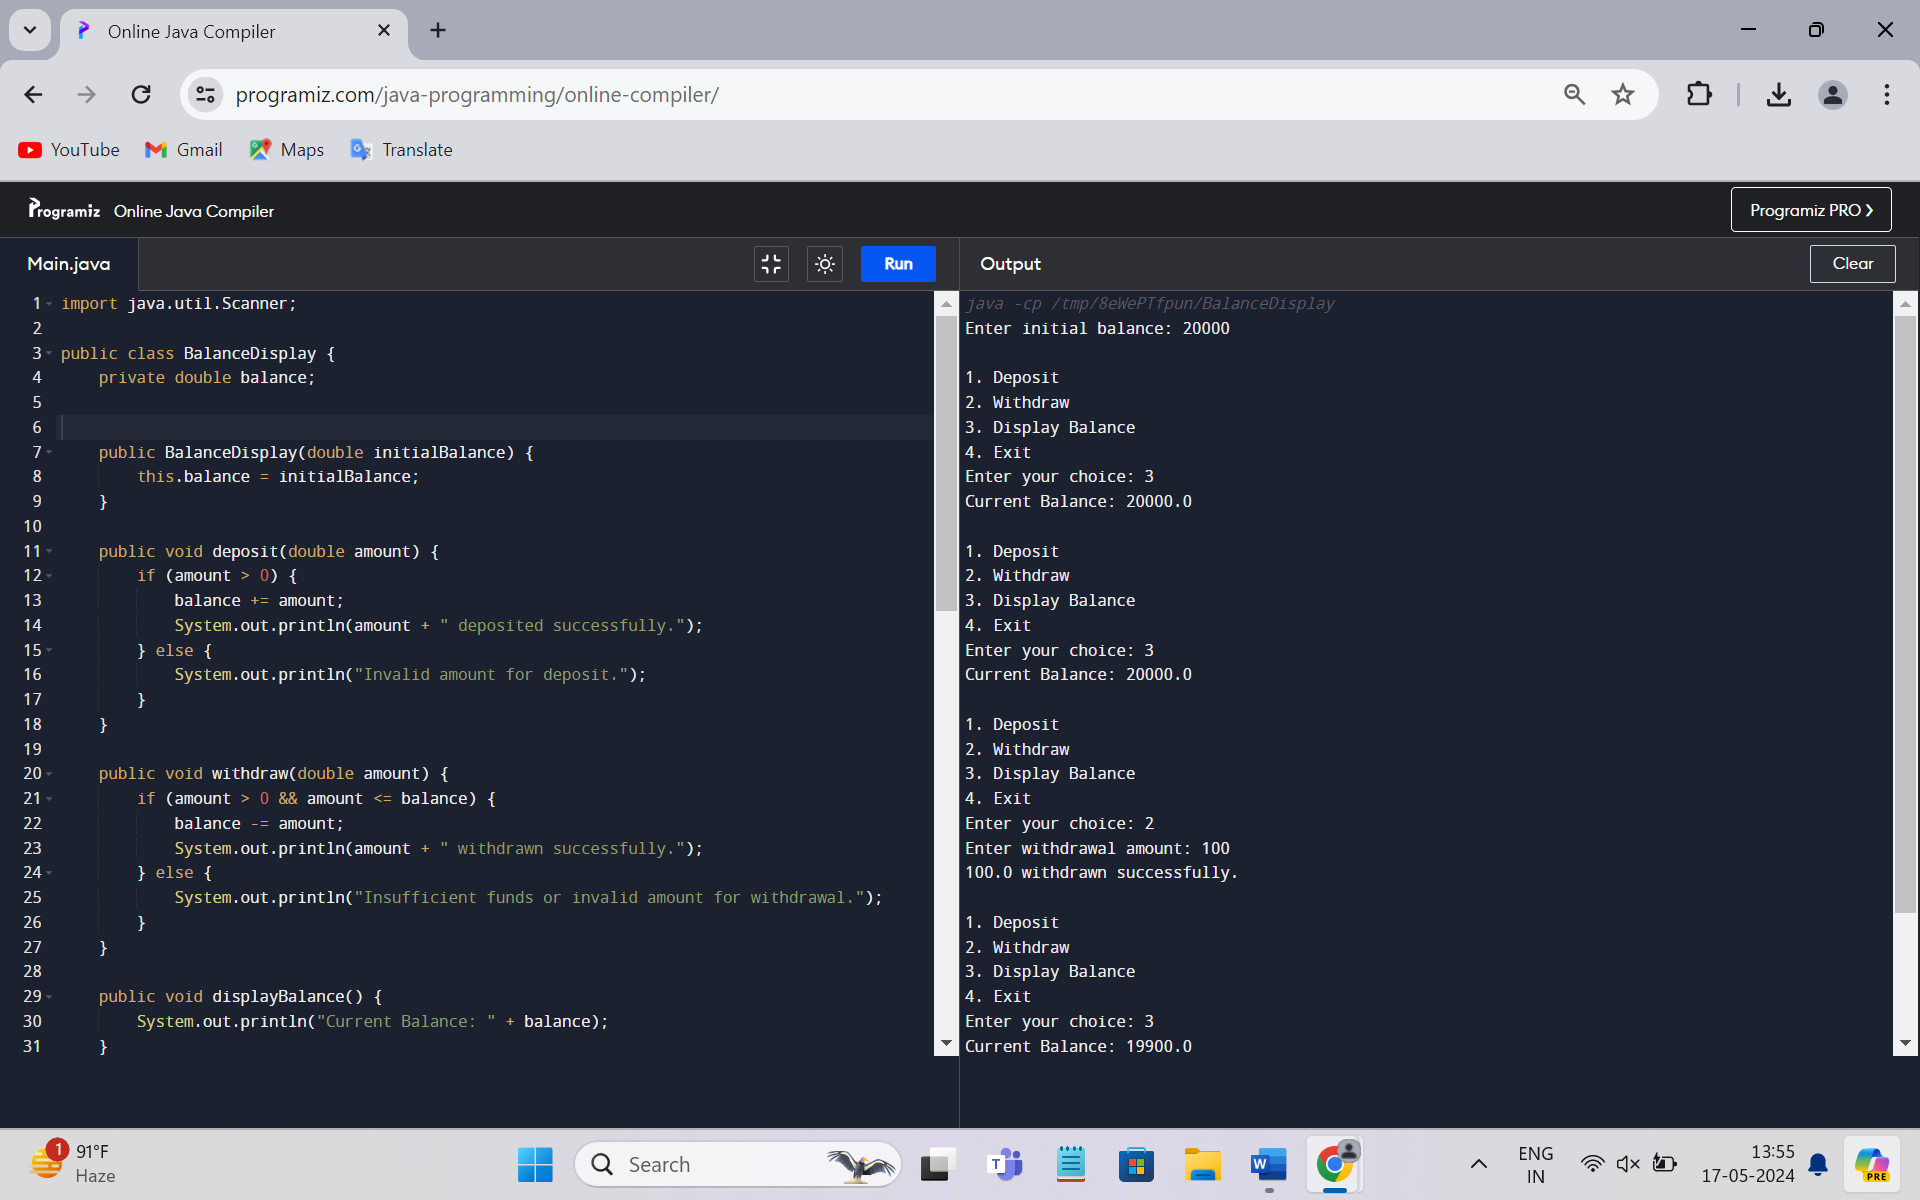 Online Java Compiler
programiz.com/java-programming/online-compiler/
YouTube Gmail Maps Translate
Programiz Online Java Compiler
Programiz PRO ❯
Main.java
Run
Output
Clear
1 import java.util.Scanner;
2
3 public class BalanceDisplay {
4     private double balance;
5
6
7     public BalanceDisplay(double initialBalance) {
8         this.balance = initialBalance;
9     }
10
11     public void deposit(double amount) {
12         if (amount > 0) {
13             balance += amount;
14             System.out.println(amount + " deposited successfully.");
15         } else {
16             System.out.println("Invalid amount for deposit.");
17         }
18     }
19
20     public void withdraw(double amount) {
21         if (amount > 0 && amount <= balance) {
22             balance -= amount;
23             System.out.println(amount + " withdrawn successfully.");
24         } else {
25             System.out.println("Insufficient funds or invalid amount for withdrawal.");
26         }
27     }
28
29     public void displayBalance() {
30         System.out.println("Current Balance: " + balance);
31     }
java -cp /tmp/8eWePTfpun/BalanceDisplay
Enter initial balance: 20000
1. Deposit
2. Withdraw
3. Display Balance
4. Exit
Enter your choice: 3
Current Balance: 20000.0
1. Deposit
2. Withdraw
3. Display Balance
4. Exit
Enter your choice: 3
Current Balance: 20000.0
1. Deposit
2. Withdraw
3. Display Balance
4. Exit
Enter your choice: 2
Enter withdrawal amount: 100
100.0 withdrawn successfully.
1. Deposit
2. Withdraw
3. Display Balance
4. Exit
Enter your choice: 3
Current Balance: 19900.0
1
91°F
Haze
Search
T
W
ENG
IN
13:55
17-05-2024
PRE